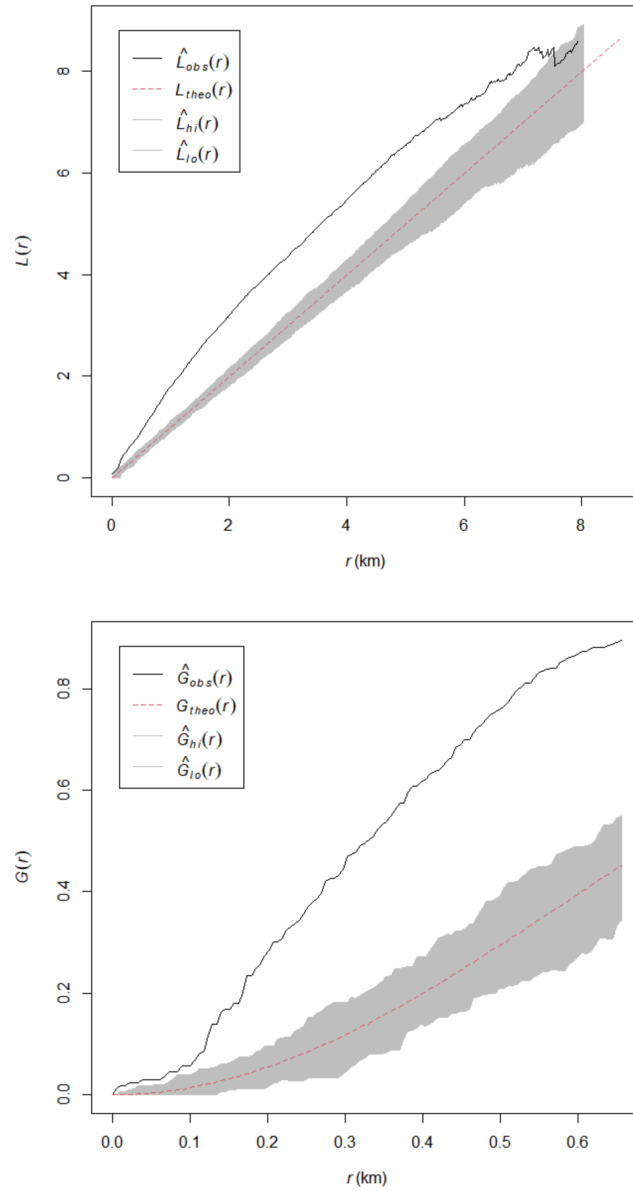 L̂obs(r)
Ltheo(r)
L̂hi(r)
L̂lo(r)
L(r)
0
2
4
6
8
0 2 4 6 8
r (km)
Ĝobs(r)
Gtheo(r)
Ĝhi(r)
Ĝlo(r)
G(r)
0.0
0.2
0.4
0.6
0.8
0.0 0.1 0.2 0.3 0.4 0.5 0.6
r (km)